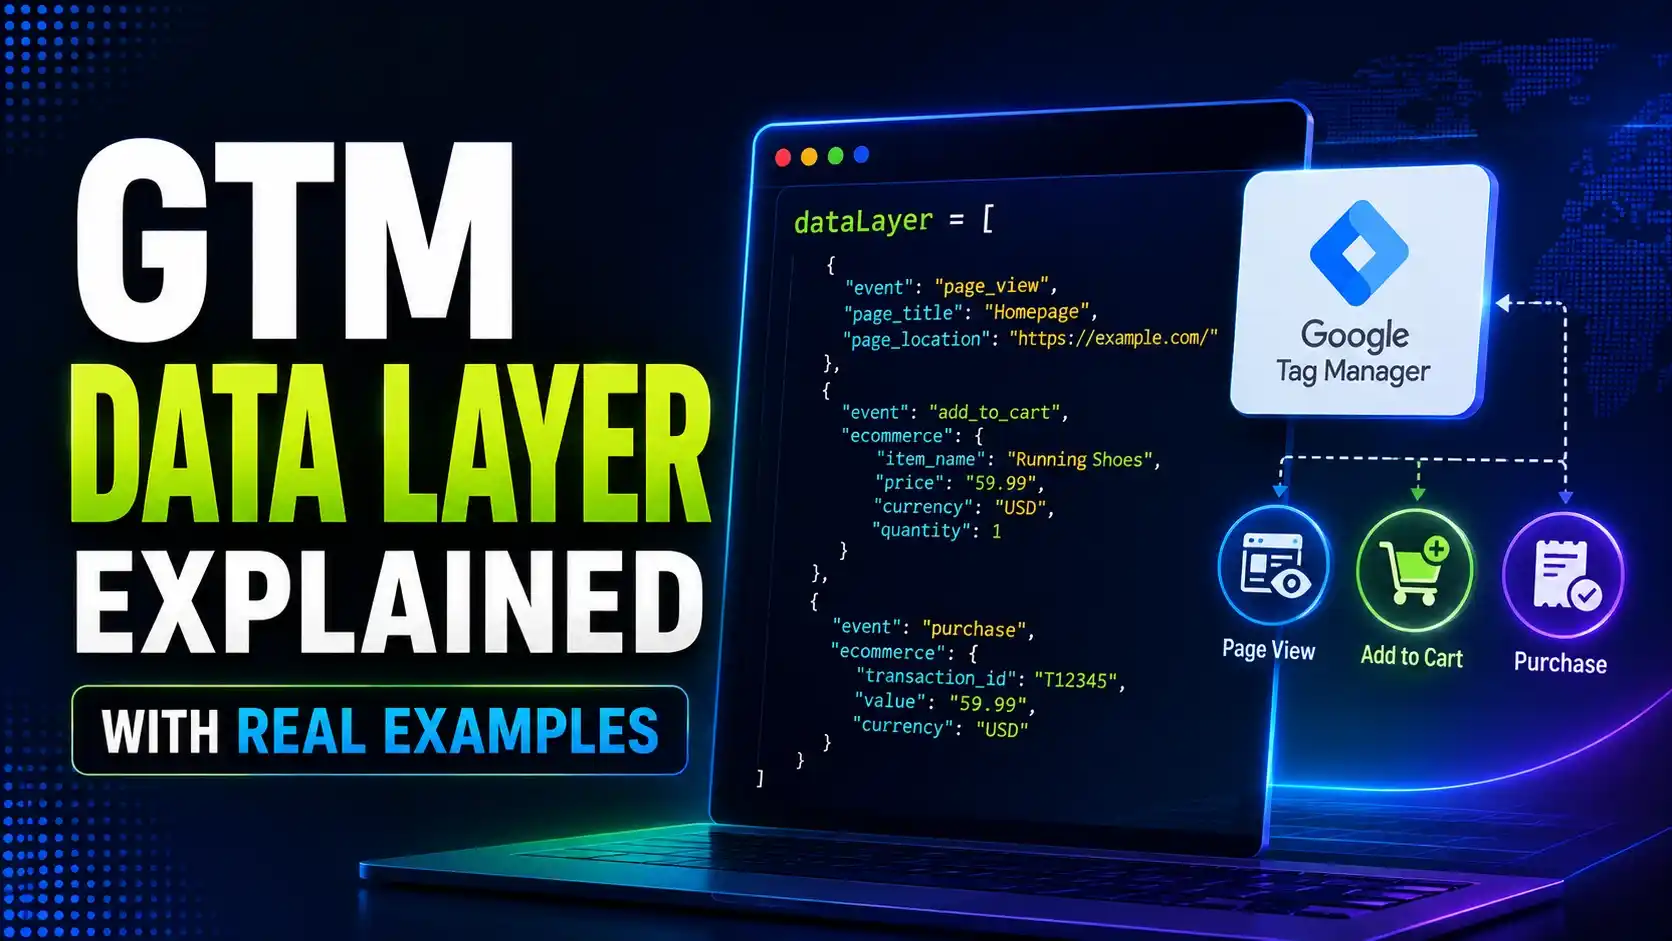 GTM
DATA LAYER
EXPLAINED
WITH REAL EXAMPLES
dataLayer = [
{
"event": "page_view",
"page_title": "Homepage",
"page_location": "https://example.com/"
},
{
"event": "add_to_cart",
"ecommerce": {
"item_name": "Running Shoes",
"price": "59.99",
"currency": "USD",
"quantity": 1
}
},
{
"event": "purchase",
"ecommerce": {
"transaction_id": "T12345",
"value": "59.99",
"currency": "USD"
}
}
]
Google
Tag Manager
Page View
Add to Cart
Purchase